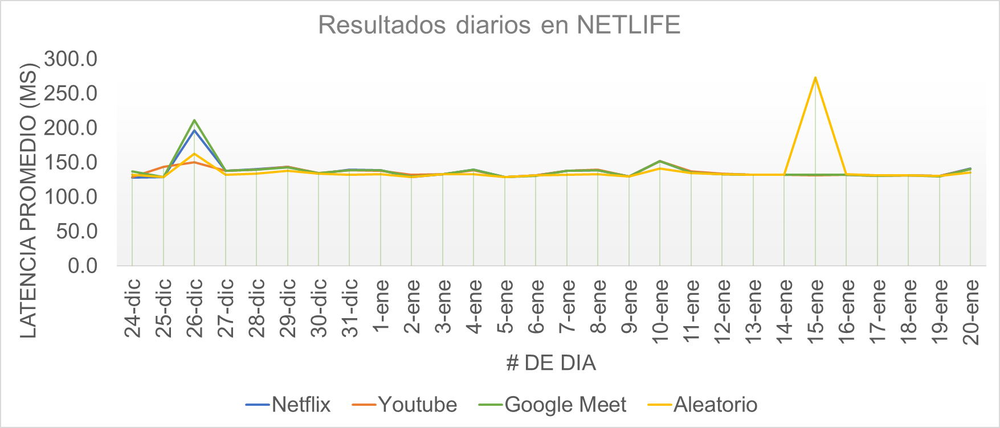 Resultados diarios en NETLIFE
LATENCIA PROMEDIO (MS)
300.0
250.0
200.0
150.0
100.0
50.0
0.0
24-dic
25-dic
26-dic
27-dic
28-dic
29-dic
30-dic
31-dic
1-ene
2-ene
3-ene
4-ene
5-ene
6-ene
7-ene
8-ene
9-ene
10-ene
11-ene
12-ene
13-ene
14-ene
15-ene
16-ene
17-ene
18-ene
19-ene
20-ene
# DE DIA
Netflix
Youtube
Google Meet
Aleatorio